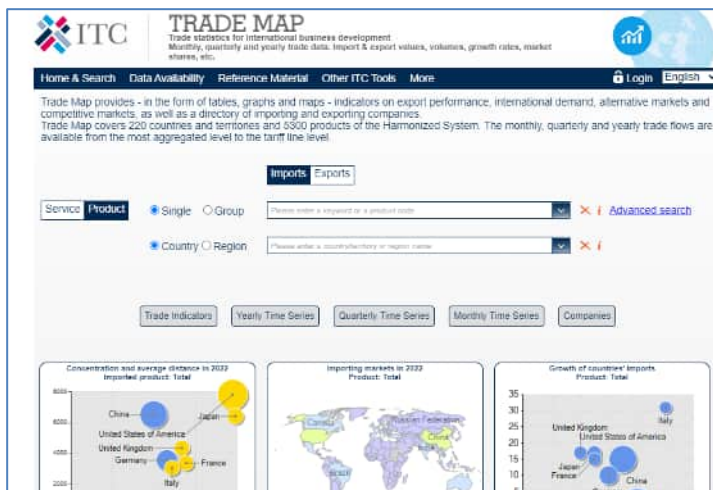 ITC
TRADE MAP
Trade statistics for international business development
Monthly, quarterly and yearly trade data. Import & export values, volumes, growth rates, market
shares, etc.
Home & Search Data Availability Reference Material Other ITC Tools More Login English
Trade Map provides - in the form of tables, graphs and maps - indicators on export performance, international demand, alternative markets and
competitive markets, as well as a directory of importing and exporting companies.
Trade Map covers 220 countries and territories and 5300 products of the Harmonized System. The monthly, quarterly and yearly trade flows are
available from the most aggregated level to the tariff line level.
Imports Exports
Service Product Single Group Please enter a keyword or a product code Advanced search
Country Region Please enter a country/territory or region name
Trade Indicators Yearly Time Series Quarterly Time Series Monthly Time Series Companies
Concentration and average distance in 2022
Imported product: Total
8000
6000
4000
2000
China
Japan
United States of America
United Kingdom
Germany
France
Italy
Importing markets in 2022
Product: Total
Canada
Russian Federation
China
India
Brazil
Growth of countries' imports
Product: Total
35
30
25
20
15
10
Italy
United Kingdom
United States of America
Japan
France
China